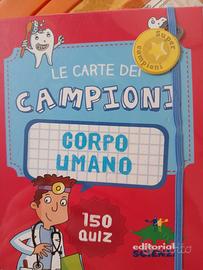 Super
campioni
LE CARTE DEI
CAMPIONI
CORPO
UMANO
150
QUIZ
editoriale
SCIENZA